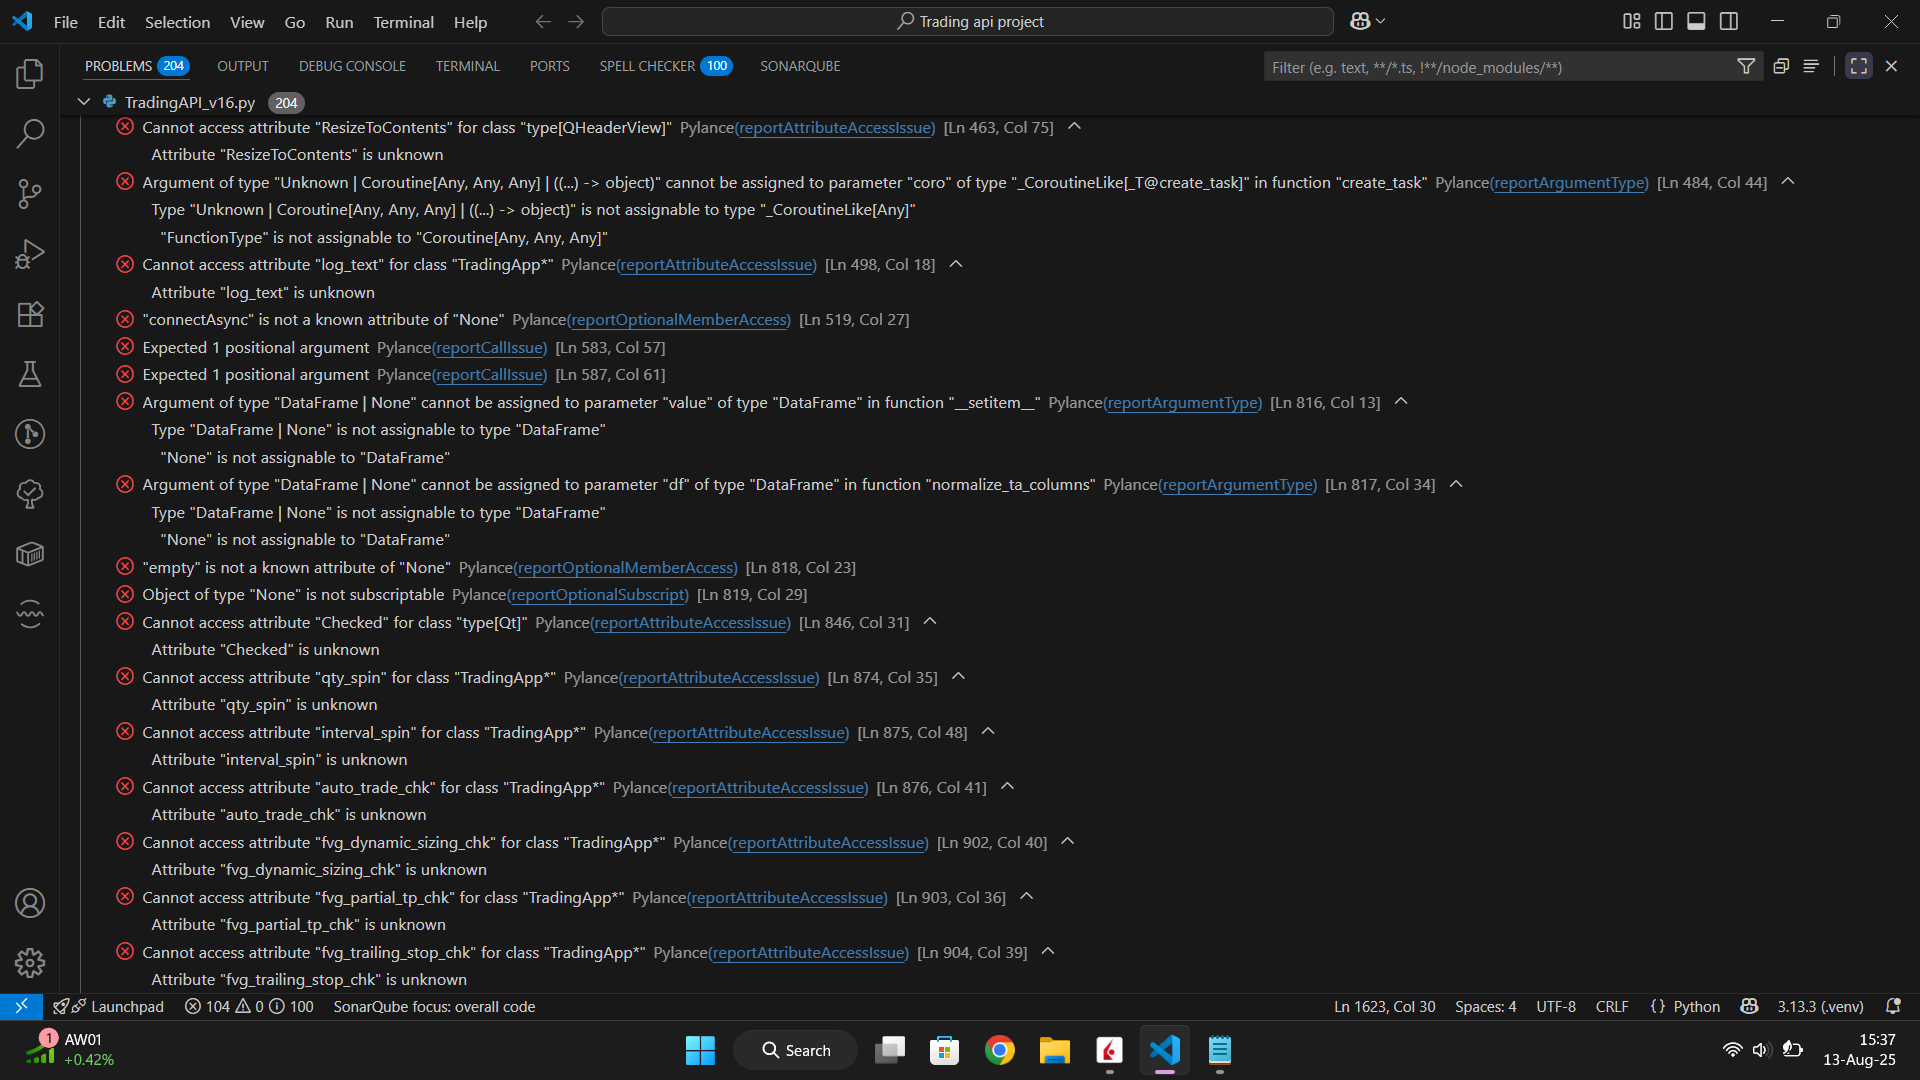 File Edit Selection View Go Run Terminal Help
Trading api project
PROBLEMS 204 OUTPUT DEBUG CONSOLE TERMINAL PORTS SPELL CHECKER 100 SONARQUBE
Filter (e.g. text, **/*.ts, !**/node_modules/**)
TradingAPI_v16.py 204
Cannot access attribute "ResizeToContents" for class "type[QHeaderView]" Pylance(reportAttributeAccessIssue) [Ln 463, Col 75]
Attribute "ResizeToContents" is unknown
Argument of type "Unknown | Coroutine[Any, Any, Any] | ((...) -> object)" cannot be assigned to parameter "coro" of type "_CoroutineLike[_T@create_task]" in function "create_task" Pylance(reportArgumentType) [Ln 484, Col 44]
Type "Unknown | Coroutine[Any, Any, Any] | ((...) -> object)" is not assignable to type "_CoroutineLike[Any]"
"FunctionType" is not assignable to "Coroutine[Any, Any, Any]"
Cannot access attribute "log_text" for class "TradingApp*" Pylance(reportAttributeAccessIssue) [Ln 498, Col 18]
Attribute "log_text" is unknown
"connectAsync" is not a known attribute of "None" Pylance(reportOptionalMemberAccess) [Ln 519, Col 27]
Expected 1 positional argument Pylance(reportCallIssue) [Ln 583, Col 57]
Expected 1 positional argument Pylance(reportCallIssue) [Ln 587, Col 61]
Argument of type "DataFrame | None" cannot be assigned to parameter "value" of type "DataFrame" in function "__setitem__" Pylance(reportArgumentType) [Ln 816, Col 13]
Type "DataFrame | None" is not assignable to type "DataFrame"
"None" is not assignable to "DataFrame"
Argument of type "DataFrame | None" cannot be assigned to parameter "df" of type "DataFrame" in function "normalize_ta_columns" Pylance(reportArgumentType) [Ln 817, Col 34]
Type "DataFrame | None" is not assignable to type "DataFrame"
"None" is not assignable to "DataFrame"
"empty" is not a known attribute of "None" Pylance(reportOptionalMemberAccess) [Ln 818, Col 23]
Object of type "None" is not subscriptable Pylance(reportOptionalSubscript) [Ln 819, Col 29]
Cannot access attribute "Checked" for class "type[Qt]" Pylance(reportAttributeAccessIssue) [Ln 846, Col 31]
Attribute "Checked" is unknown
Cannot access attribute "qty_spin" for class "TradingApp*" Pylance(reportAttributeAccessIssue) [Ln 874, Col 35]
Attribute "qty_spin" is unknown
Cannot access attribute "interval_spin" for class "TradingApp*" Pylance(reportAttributeAccessIssue) [Ln 875, Col 48]
Attribute "interval_spin" is unknown
Cannot access attribute "auto_trade_chk" for class "TradingApp*" Pylance(reportAttributeAccessIssue) [Ln 876, Col 41]
Attribute "auto_trade_chk" is unknown
Cannot access attribute "fvg_dynamic_sizing_chk" for class "TradingApp*" Pylance(reportAttributeAccessIssue) [Ln 902, Col 40]
Attribute "fvg_dynamic_sizing_chk" is unknown
Cannot access attribute "fvg_partial_tp_chk" for class "TradingApp*" Pylance(reportAttributeAccessIssue) [Ln 903, Col 36]
Attribute "fvg_partial_tp_chk" is unknown
Cannot access attribute "fvg_trailing_stop_chk" for class "TradingApp*" Pylance(reportAttributeAccessIssue) [Ln 904, Col 39]
Attribute "fvg_trailing_stop_chk" is unknown
Launchpad 104 0 100 SonarQube focus: overall code Ln 1623, Col 30 Spaces: 4 UTF-8 CRLF {} Python 3.13.3 (.venv)
1 AW01
+0.42%
Search
15:37
13-Aug-25